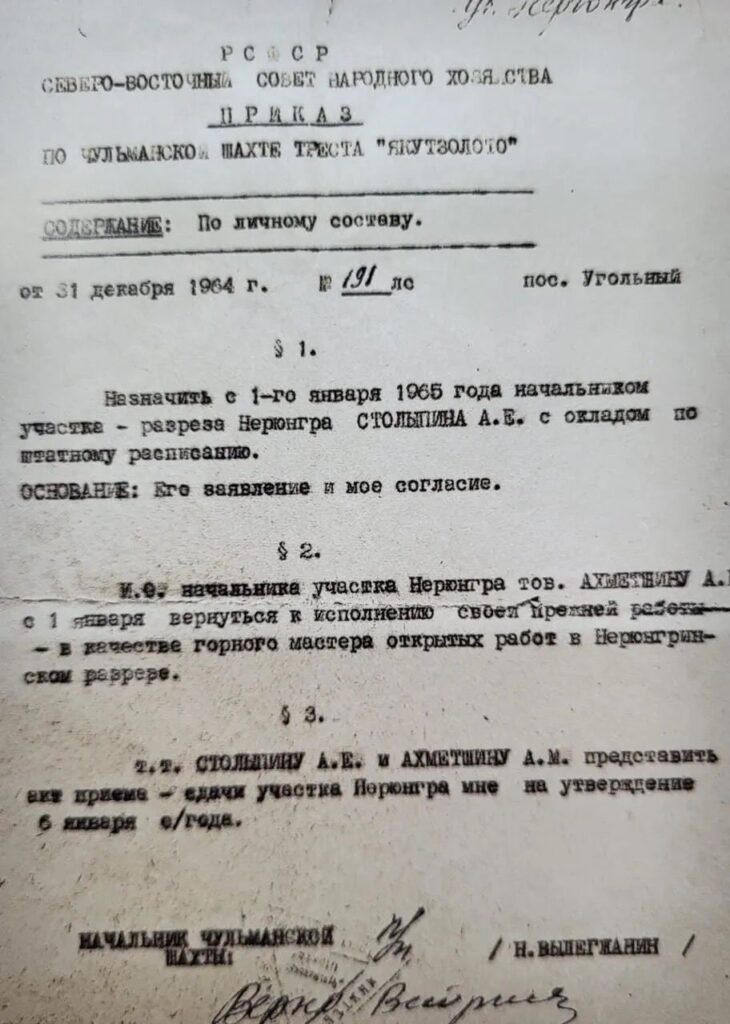 уч. Нерюнгра.
РСФСР
СЕВЕРО-ВОСТОЧНЫЙ СОВЕТ НАРОДНОГО ХОЗЯЙСТВА
ПРИКАЗ
ПО ЧУЛЬМАНСКОЙ ШАХТЕ ТРЕСТА "ЯКУТЗОЛОТО"
СОДЕРЖАНИЕ: По личному составу.
от 31 декабря 1964 г. № 191 лс пос. Угольный
§ 1.
Назначить с 1-го января 1965 года начальником
участка - разреза Нерюнгра СТОЛЫПИНА А.Е. с окладом по
штатному расписанию.
ОСНОВАНИЕ: Его заявление и мое согласие.
§ 2.
И.О. начальника участка Нерюнгра тов. АХМЕТШИНУ А.
с 1 января вернуться к исполнению своей прежней работы
- в качестве горного мастера открытых работ в Нерюнгрин-
ском разрезе.
§ 3.
т.т. СТОЛЫПИНУ А.Е. и АХМЕТШИНУ А.М. представить
акт приема - сдачи участка Нерюнгра мне на утверждение
6 января с/года.
НАЧАЛЬНИК ЧУЛЬМАНСКОЙ
ШАХТЫ: п/п. / Н.ВЫЛЕГЖАНИН /
Верно